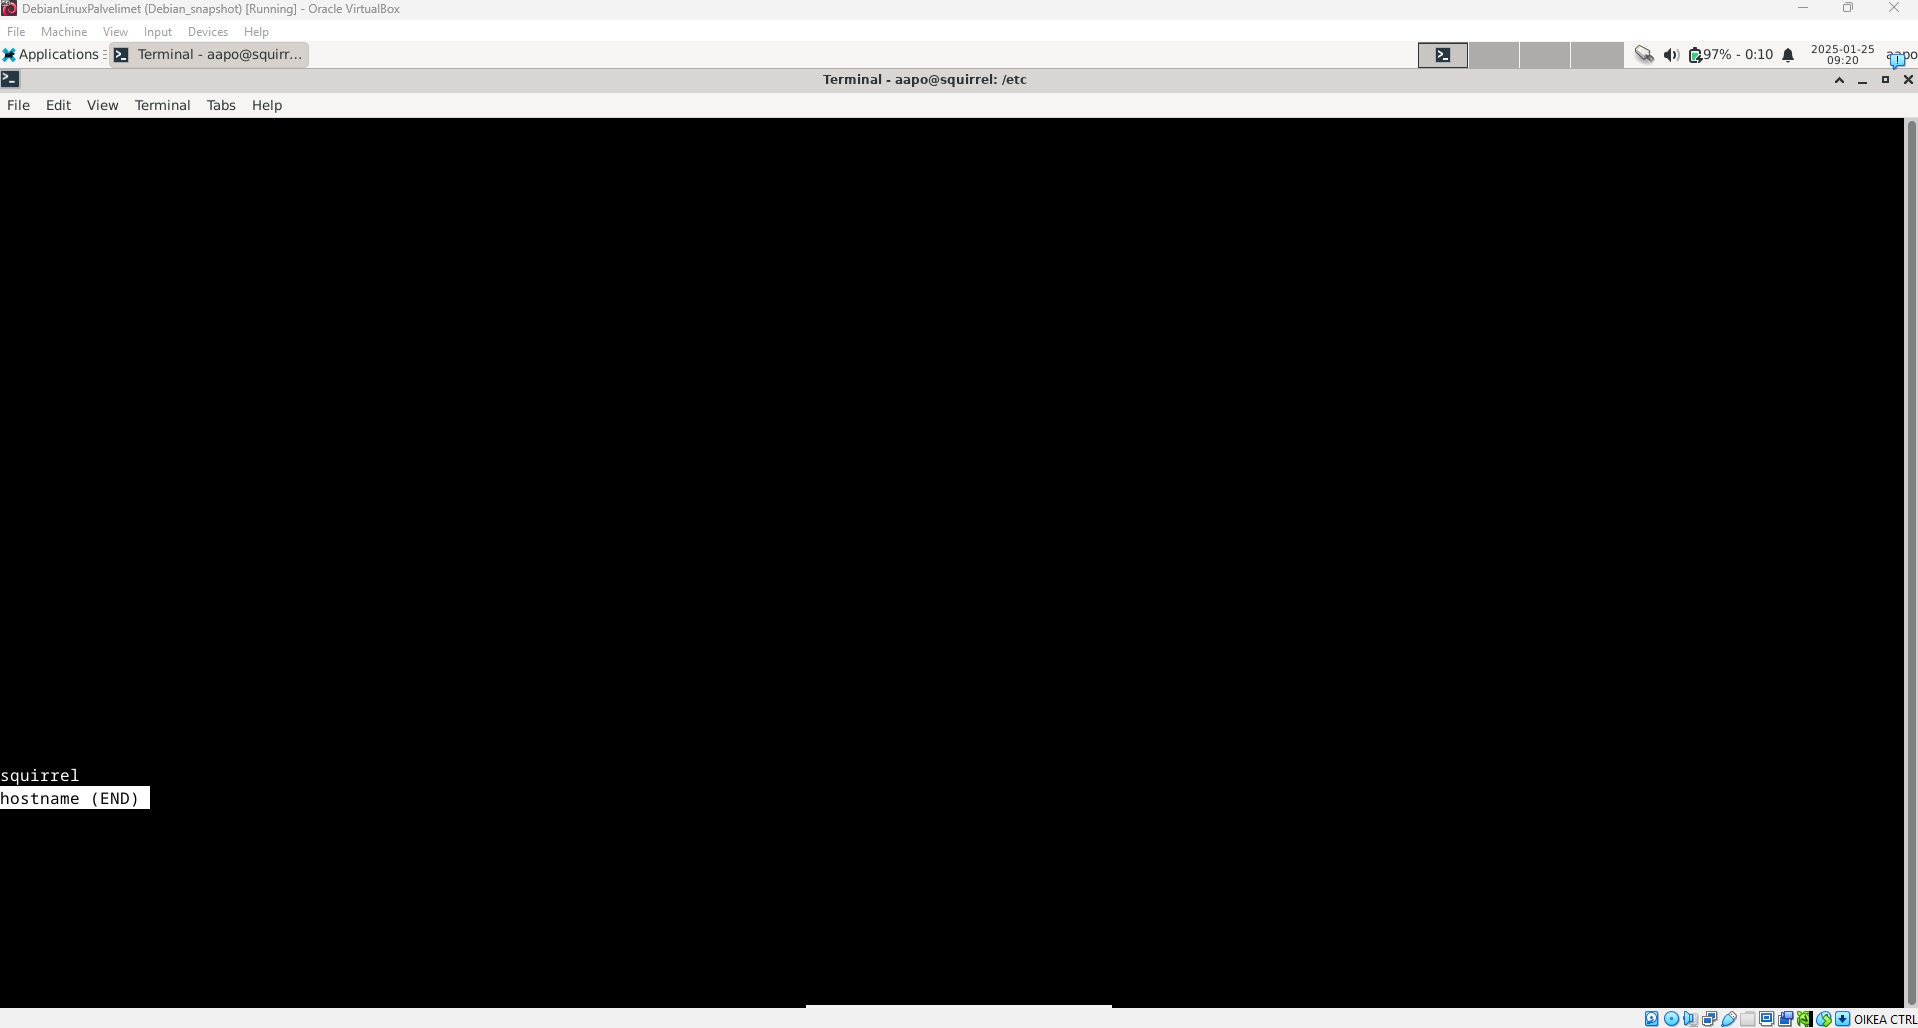 DebianLinuxPalvelimet (Debian_snapshot) [Running] - Oracle VirtualBox
File Machine View Input Devices Help
Applications Terminal - aapo@squirr... 97% - 0:10 2025-01-25 09:20
Terminal - aapo@squirrel: /etc
File Edit View Terminal Tabs Help
squirrel
hostname (END)
OIKEA CTRL